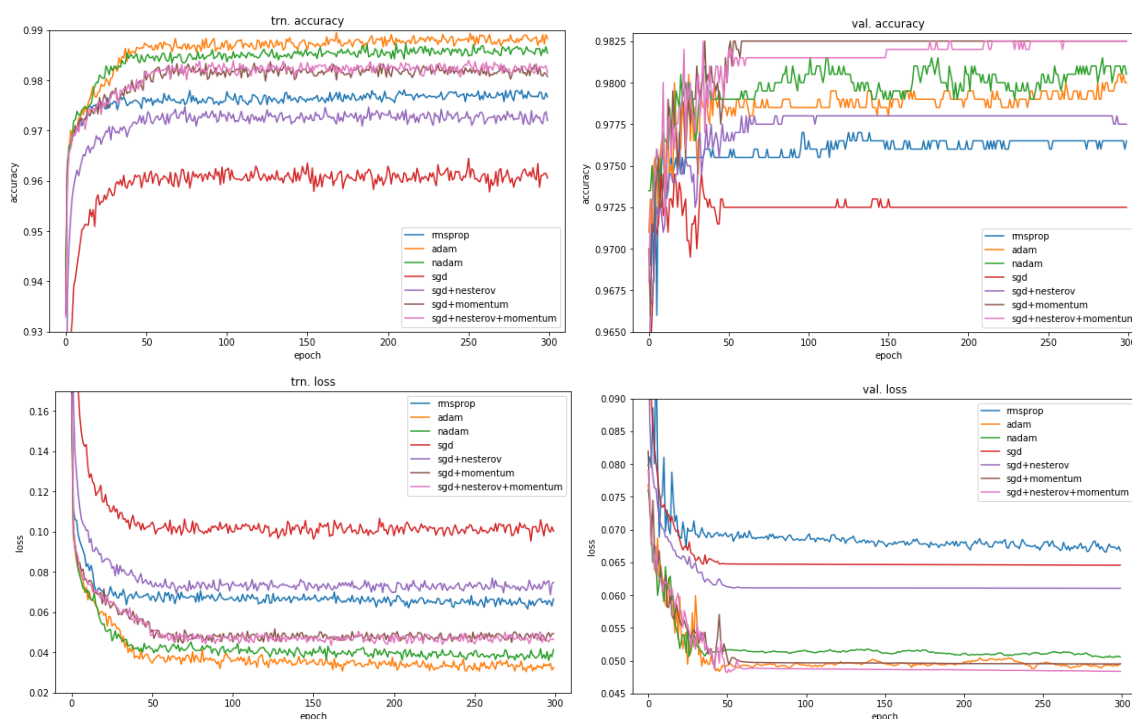 trn. accuracy
0.99
0.98
0.97
0.96
0.95
0.94
0.93
accuracy
0
50
100
150
200
250
300
epoch
rmsprop
adam
nadam
sgd
sgd+nesterov
sgd+momentum
sgd+nesterov+momentum
val. accuracy
0.9825
0.9800
0.9775
0.9750
0.9725
0.9700
0.9675
0.9650
accuracy
0
50
100
150
200
250
300
epoch
rmsprop
adam
nadam
sgd
sgd+nesterov
sgd+momentum
sgd+nesterov+momentum
trn. loss
0.16
0.14
0.12
0.10
0.08
0.06
0.04
0.02
loss
0
50
100
150
200
250
300
epoch
rmsprop
adam
nadam
sgd
sgd+nesterov
sgd+momentum
sgd+nesterov+momentum
val. loss
0.090
0.085
0.080
0.075
0.070
0.065
0.060
0.055
0.050
0.045
loss
0
50
100
150
200
250
300
epoch
rmsprop
adam
nadam
sgd
sgd+nesterov
sgd+momentum
sgd+nesterov+momentum